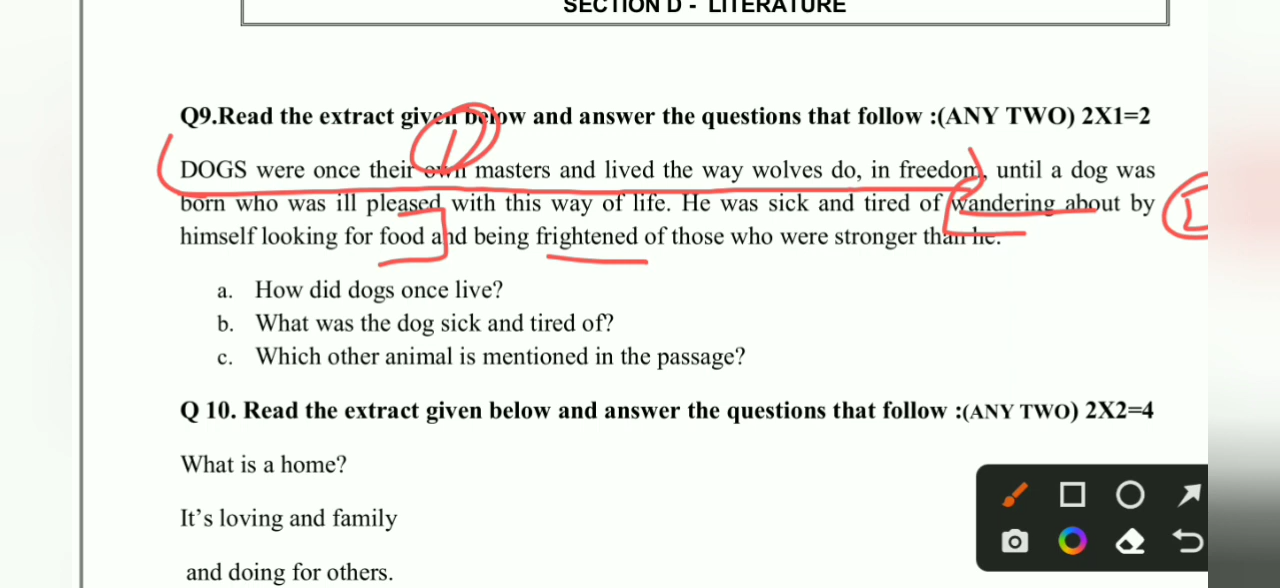 SECTION D - LITERATURE
Q9.Read the extract given below and answer the questions that follow :(ANY TWO) 2X1=2
DOGS were once their own masters and lived the way wolves do, in freedom, until a dog was
born who was ill pleased with this way of life. He was sick and tired of wandering about by
himself looking for food and being frightened of those who were stronger than he.
a. How did dogs once live?
b. What was the dog sick and tired of?
c. Which other animal is mentioned in the passage?
Q 10. Read the extract given below and answer the questions that follow :(ANY TWO) 2X2=4
What is a home?
It’s loving and family
and doing for others.